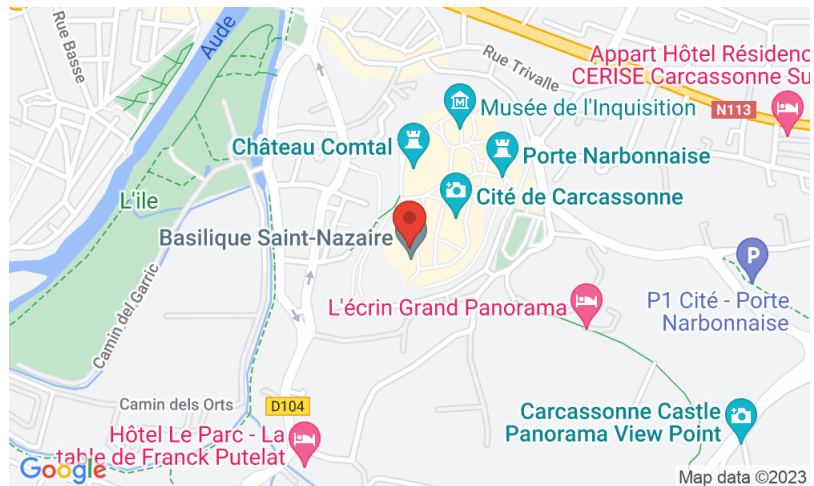 Rue Basse
Aude
Rue Trivalle
Appart Hôtel Résidenc
CERISE Carcassonne Su
N113
M
Musée de l'Inquisition
Château Comtal
Porte Narbonnaise
L'ile
Cité de Carcassonne
Basilique Saint-Nazaire
P
Camin del Garric
L'écrin Grand Panorama
P1 Cité - Porte
Narbonnaise
Camin dels Orts
D104
Carcassonne Castle
Panorama View Point
Hôtel Le Parc - La
table de Franck Putelat
Google
Map data ©2023